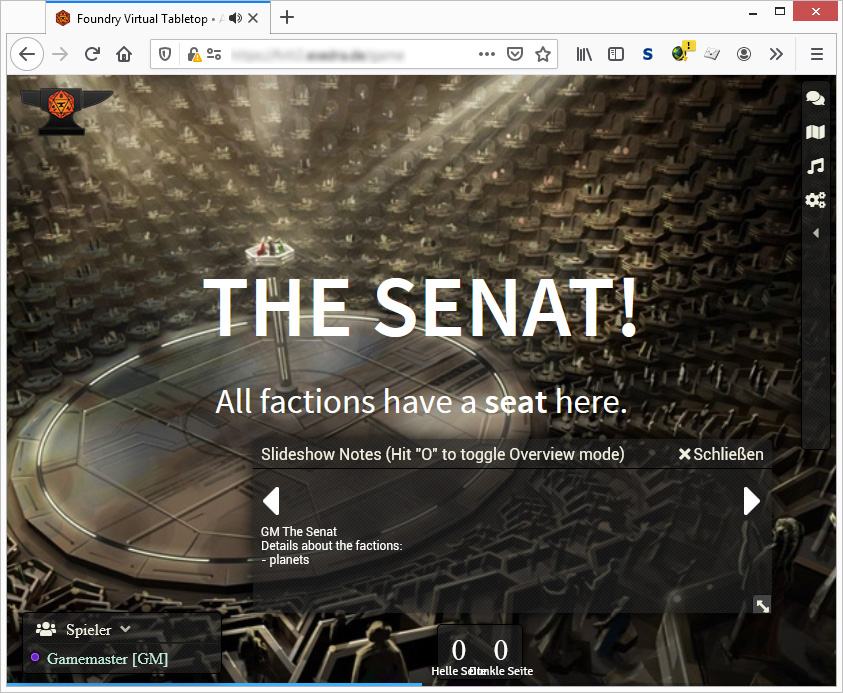 Foundry Virtual Tabletop •
S
!
THE SENAT!
All factions have a seat here.
Slideshow Notes (Hit "O" to toggle Overview mode)
Schließen
GM The Senat
Details about the factions:
- planets
Spieler
Gamemaster [GM]
0 0
Helle Seite Dunkle Seite